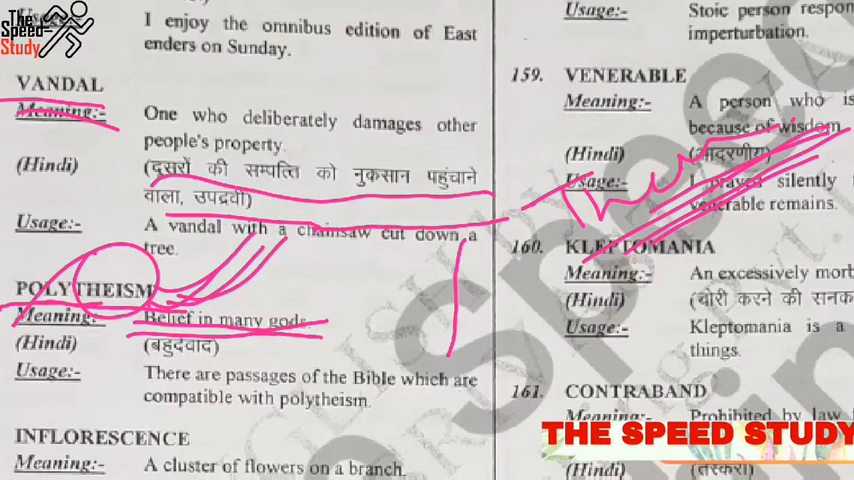 The
Speed-
Study
Usage:-
I enjoy the omnibus edition of East
enders on Sunday.
VANDAL
Meaning:-
One who deliberately damages other
people's property.
(Hindi)
(दूसरों की सम्पत्ति को नुकसान पहुंचाने
वाला, उपद्रवी)
Usage:-
A vandal with a chainsaw cut down a
tree.
POLYTHEISM
Meaning:-
Belief in many gods.
(Hindi)
(बहुदेवाद)
Usage:-
There are passages of the Bible which are
compatible with polytheism.
INFLORESCENCE
Meaning:-
A cluster of flowers on a branch.
Usage:-
Stoic person respon
imperturbation.
159. VENERABLE
Meaning:-
A person who is
because of wisdom
(Hindi)
(आदरणीय)
Usage:-
I prayed silently
venerable remains.
160. KLEPTOMANIA
Meaning:-
An excessively morb
(Hindi)
(चोरी करने की सनक
Usage:-
Kleptomania is a
things.
161. CONTRABAND
Meaning:-
Prohibited by law
THE SPEED STUDY
(Hindi)
(तस्करी)